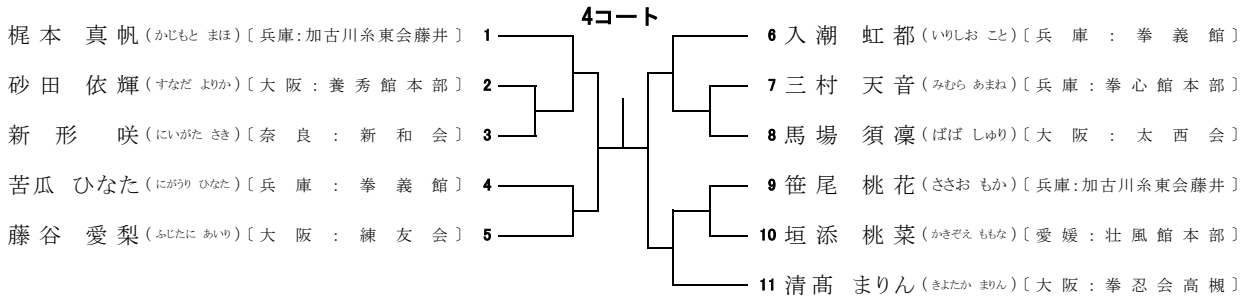 4コート
梶本 真帆(かじもと まほ)〔兵庫:加古川糸東会藤井〕 1
砂田 依輝(すなだ よりか)〔大阪:養秀館本部〕 2
新形 咲(にいがた さき)〔奈良:新和会〕 3
苦瓜 ひなた(にがうり ひなた)〔兵庫:拳義館〕 4
藤谷 愛梨(ふじたに あいり)〔大阪:練友会〕 5
6 入潮 虹都(いりしお こと)〔兵庫:拳義館〕
7 三村 天音(みむら あまね)〔兵庫:拳心館本部〕
8 馬場 須凜(ばば しゅり)〔大阪:太西会〕
9 笹尾 桃花(ささお もか)〔兵庫:加古川糸東会藤井〕
10 垣添 桃菜(かきぞえ ももな)〔愛媛:壮風館本部〕
11 清髙 まりん(きよたか まりん)〔大阪:拳忍会高槻〕